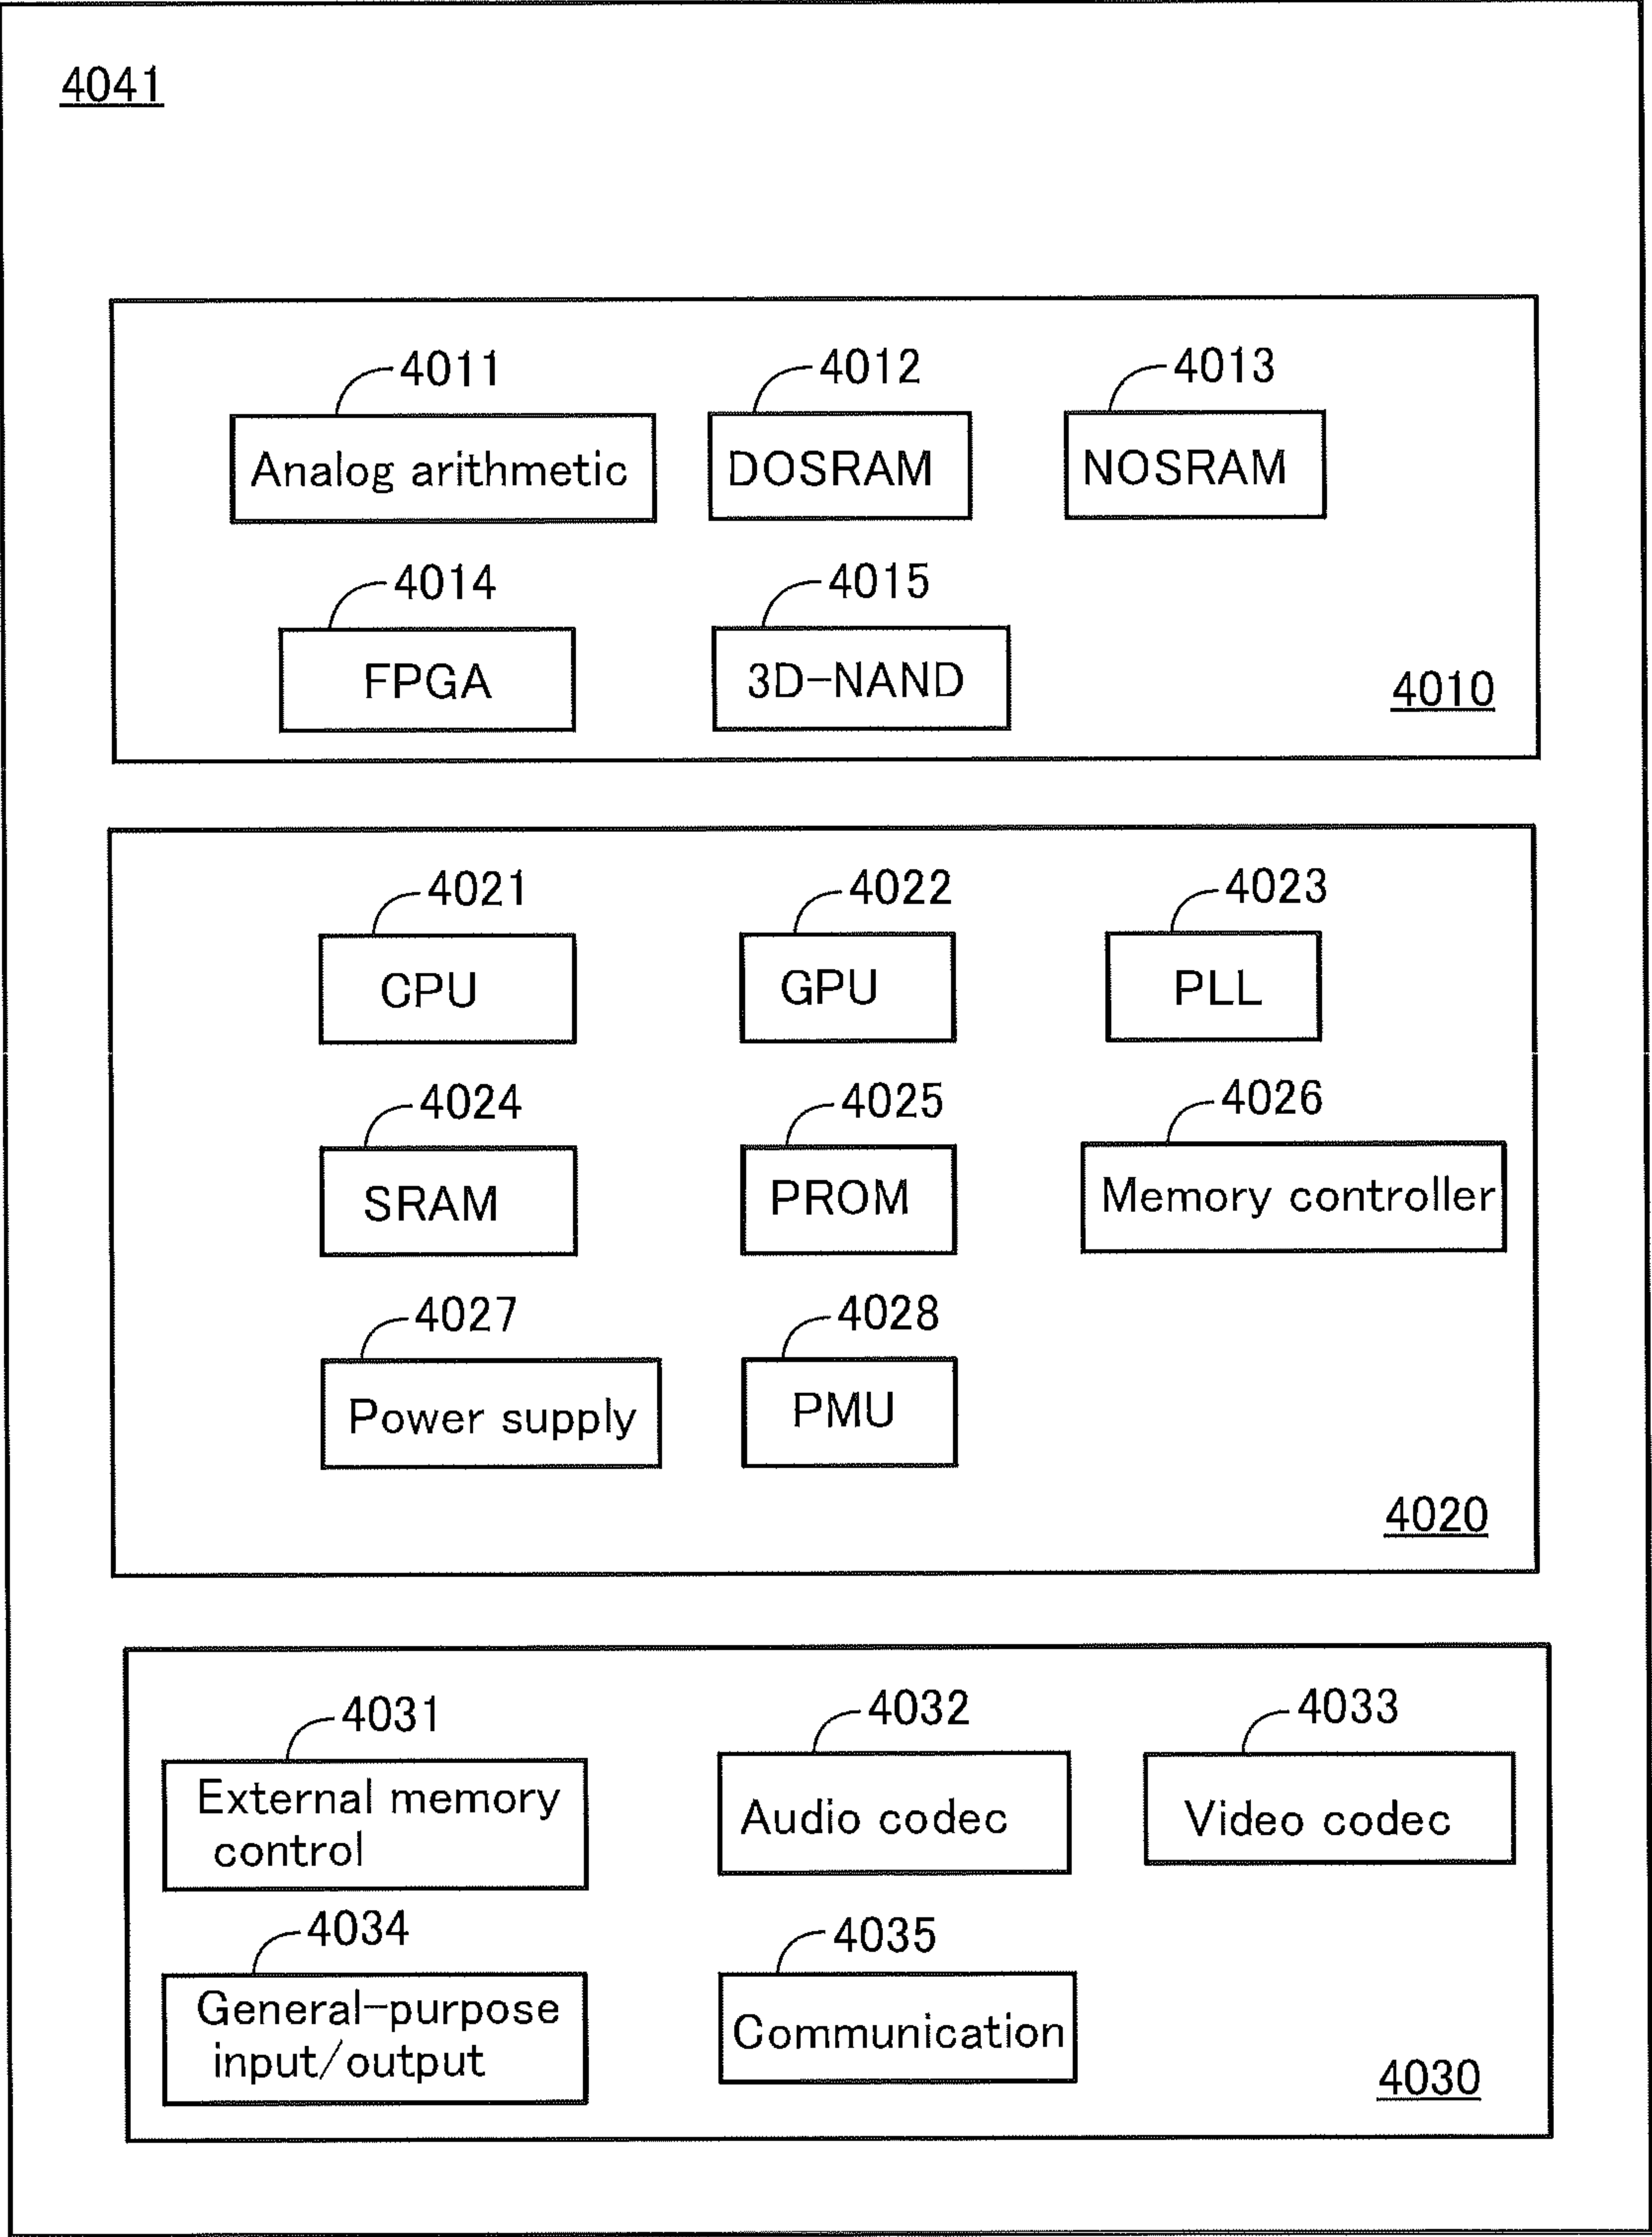 4041
4011
4012
4013
Analog arithmetic
DOSRAM
NOSRAM
4014
4015
FPGA
3D-NAND
4010
4021
4022
4023
CPU
GPU
PLL
4024
4025
4026
SRAM
PROM
Memory controller
4027
4028
Power supply
PMU
4020
4031
4032
4033
External memory
control
Audio codec
Video codec
4034
4035
General-purpose
input/output
Communication
4030